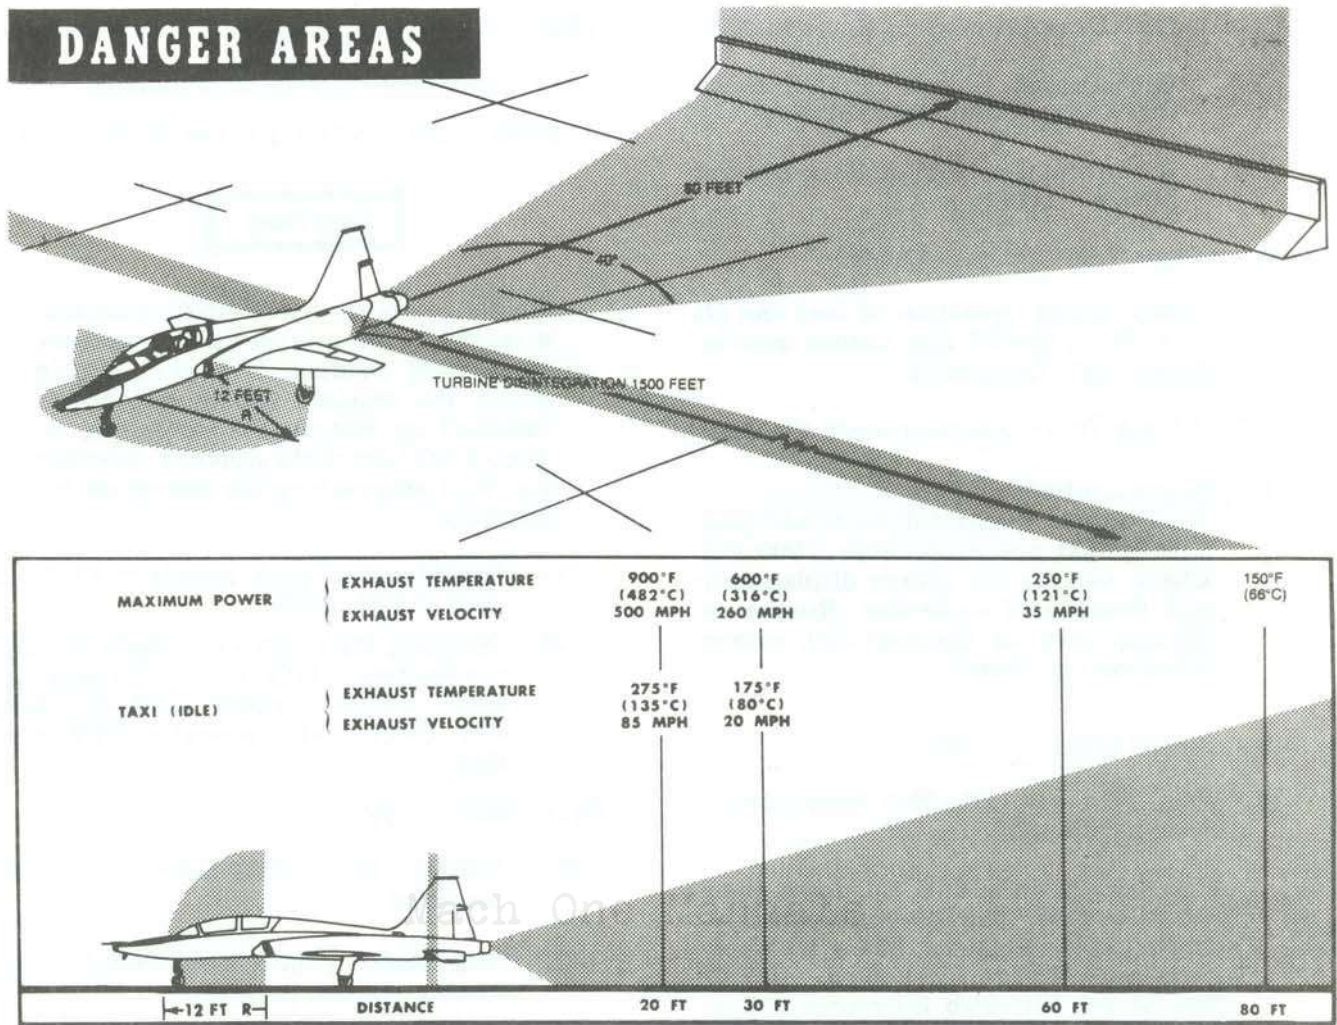 DANGER AREAS
80 FEET
40°
12 FEET
R
TURBINE DISINTEGRATION 1500 FEET
MAXIMUM POWER
EXHAUST TEMPERATURE 900°F 600°F 250°F 150°F
(482°C) (316°C) (121°C) (66°C)
EXHAUST VELOCITY 500 MPH 260 MPH 35 MPH
TAXI (IDLE)
EXHAUST TEMPERATURE 275°F 175°F
(135°C) (80°C)
EXHAUST VELOCITY 85 MPH 20 MPH
Mach One Manuals
12 FT R DISTANCE 20 FT 30 FT 60 FT 80 FT